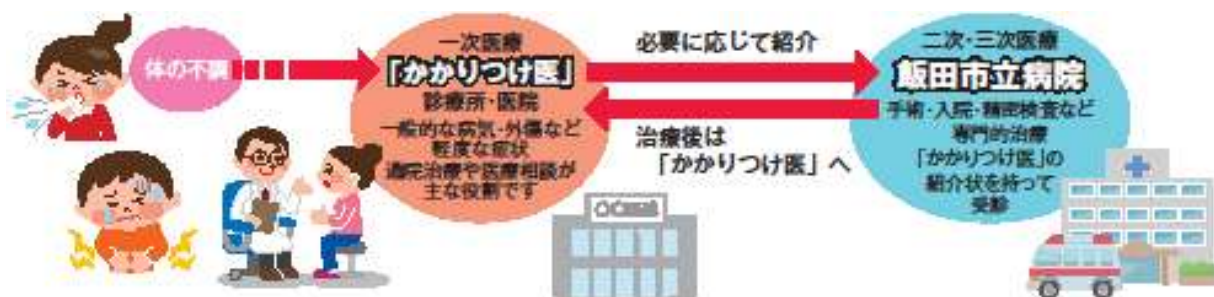 体の不調
一次医療
「かかりつけ医」
診療所・医院
一般的な病気・外傷など
軽度な症状
通院治療や医療相談が
主な役割です
必要に応じて紹介
治療後は
「かかりつけ医」へ
二次・三次医療
飯田市立病院
手術・入院・精密検査など
専門的治療
「かかりつけ医」の
紹介状を持って
受診